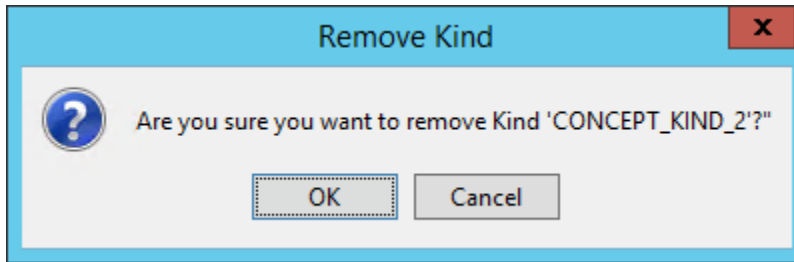 Remove Kind
x
Are you sure you want to remove Kind 'CONCEPT_KIND_2'?"
OK
Cancel